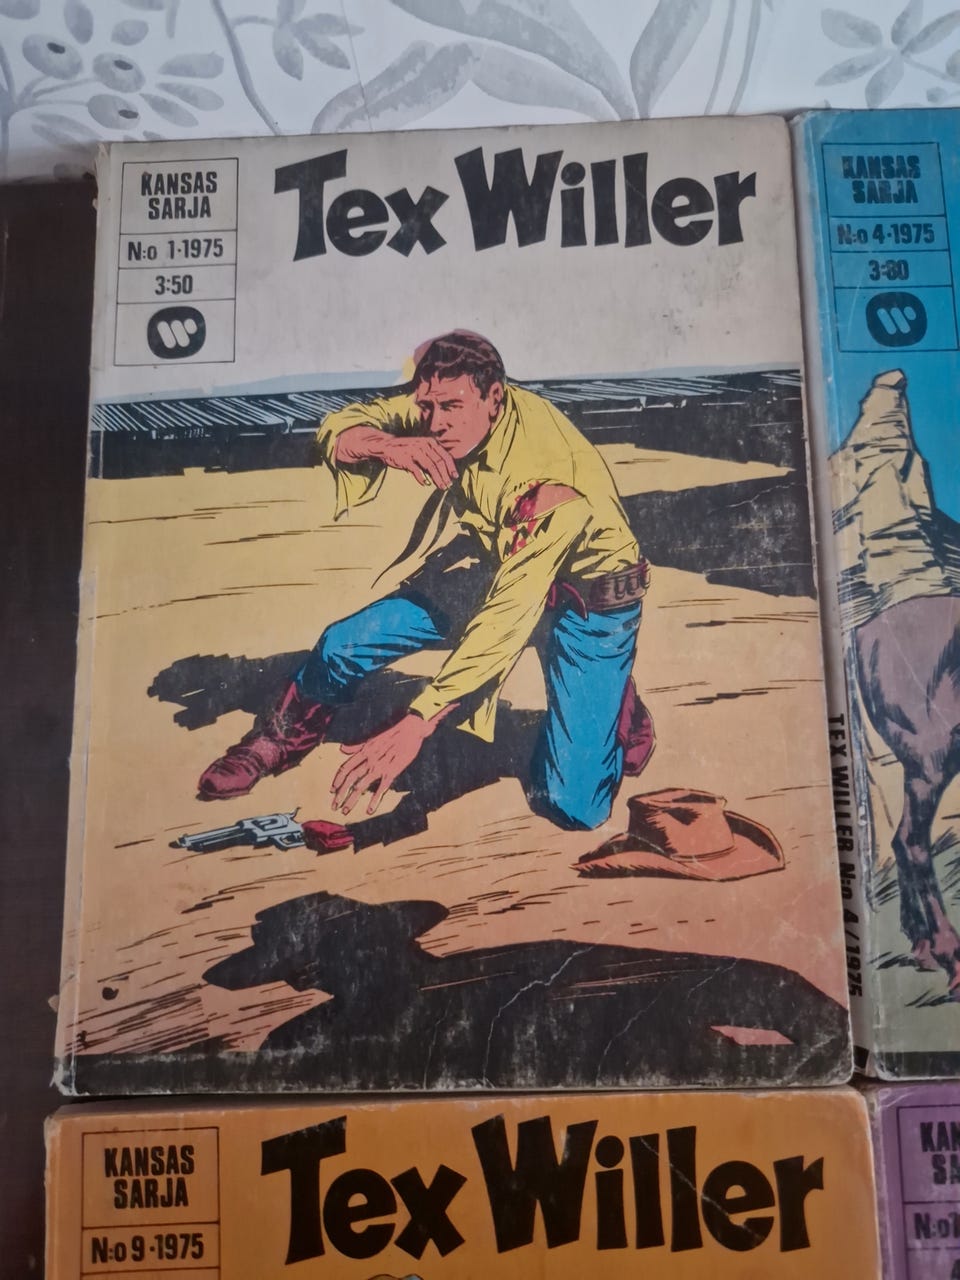 KANSAS
SARJA
N:o 1·1975
3:50
Tex Willer
KANSAS
SARJA
N:o 4·1975
3:80
TEX WILLER N:o 4/1975
KANSAS
SARJA
N:o 9·1975
Tex Willer